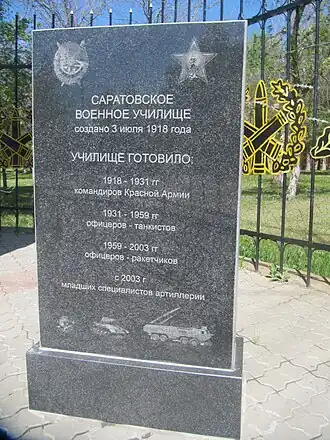 САРАТОВСКОЕ
ВОЕННОЕ УЧИЛИЩЕ
создано 3 июля 1918 года
УЧИЛИЩЕ ГОТОВИЛО:
1918 - 1931 гг
командиров Красной Армии
1931 - 1959 гг
офицеров - танкистов
1959 - 2003 гг
офицеров - ракетчиков
с 2003 г
младших специалистов артиллерии